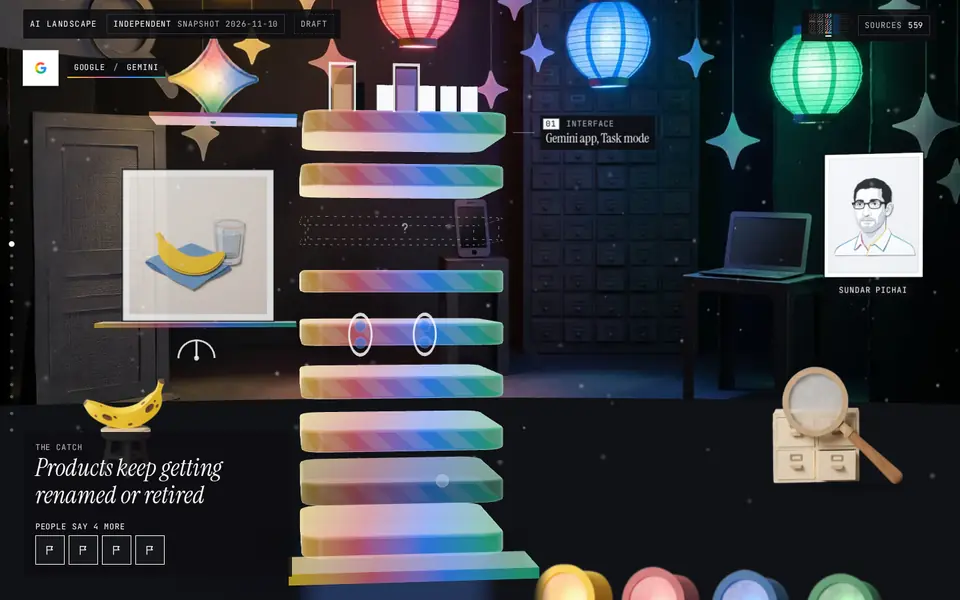 AI LANDSCAPE
INDEPENDENT SNAPSHOT 2026-11-10
DRAFT
SOURCES 559
G
GOOGLE / GEMINI
01 INTERFACE
Gemini app, Task mode
?
SUNDAR PICHAI
THE CATCH
Products keep getting
renamed or retired
PEOPLE SAY 4 MORE